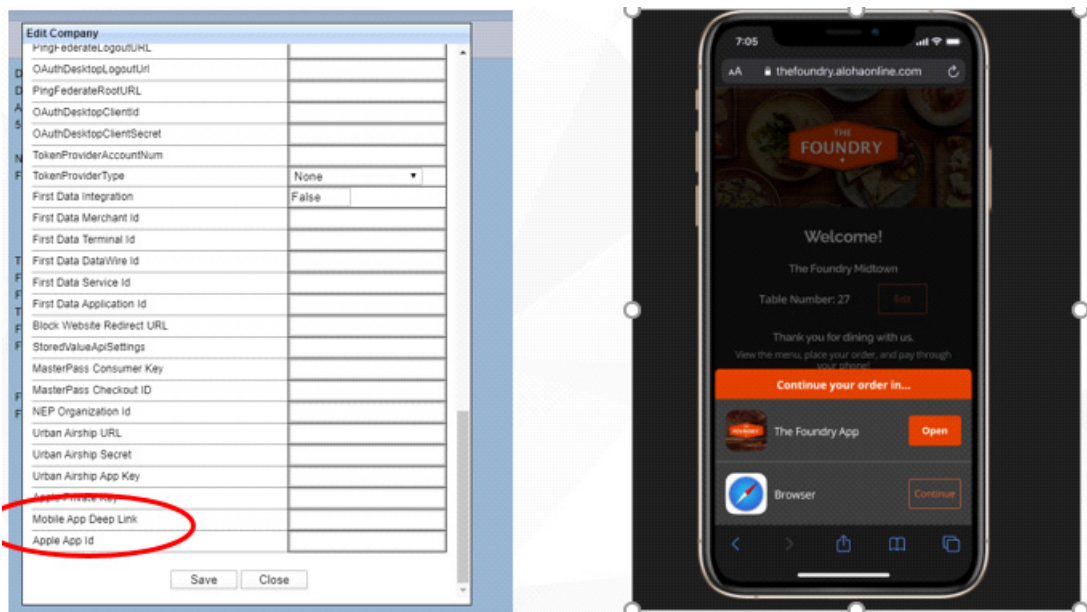 Edit Company
PingFederateLogoutURL
OAuthDesktopLogoutUrl
PingFederateRootURL
OAuthDesktopClientId
OAuthDesktopClientSecret
TokenProviderAccountNum
TokenProviderType None
First Data Integration False
First Data Merchant Id
First Data Terminal Id
First Data DataWire Id
First Data Service Id
First Data Application Id
Block Website Redirect URL
StoredValueApiSettings
MasterPass Consumer Key
MasterPass Checkout ID
NEP Organization Id
Urban Airship URL
Urban Airship Secret
Urban Airship App Key
Apple Private Key
Mobile App Deep Link
Apple App Id
Save Close
7:05
AA thefoundry.alohaonline.com
THE
FOUNDRY
Welcome!
The Foundry Midtown
Table Number: 27 Edit
Thank you for dining with us.
View the menu, place your order, and pay through
your phone!
Continue your order in...
FOUNDRY
The Foundry App Open
Browser Continue